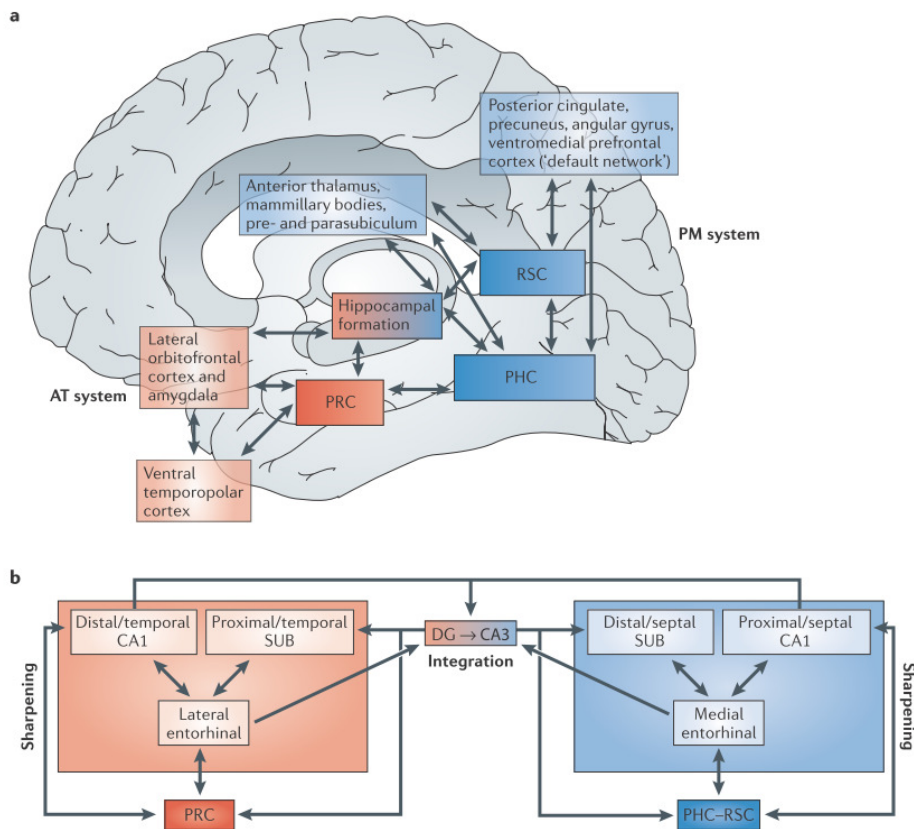 a
Posterior cingulate,
precuneus, angular gyrus,
ventromedial prefrontal
cortex (‘default network’)
Anterior thalamus,
mammillary bodies,
pre- and parasubiculum
PM system
RSC
Hippocampal
formation
Lateral
orbitofrontal
cortex and
amygdala
AT system
PHC
PRC
Ventral
temporopolar
cortex
b
Distal/temporal
CA1
Proximal/temporal
SUB
DG → CA3
Integration
Distal/septal
SUB
Proximal/septal
CA1
Sharpening
Lateral
entorhinal
Medial
entorhinal
Sharpening
PRC
PHC–RSC